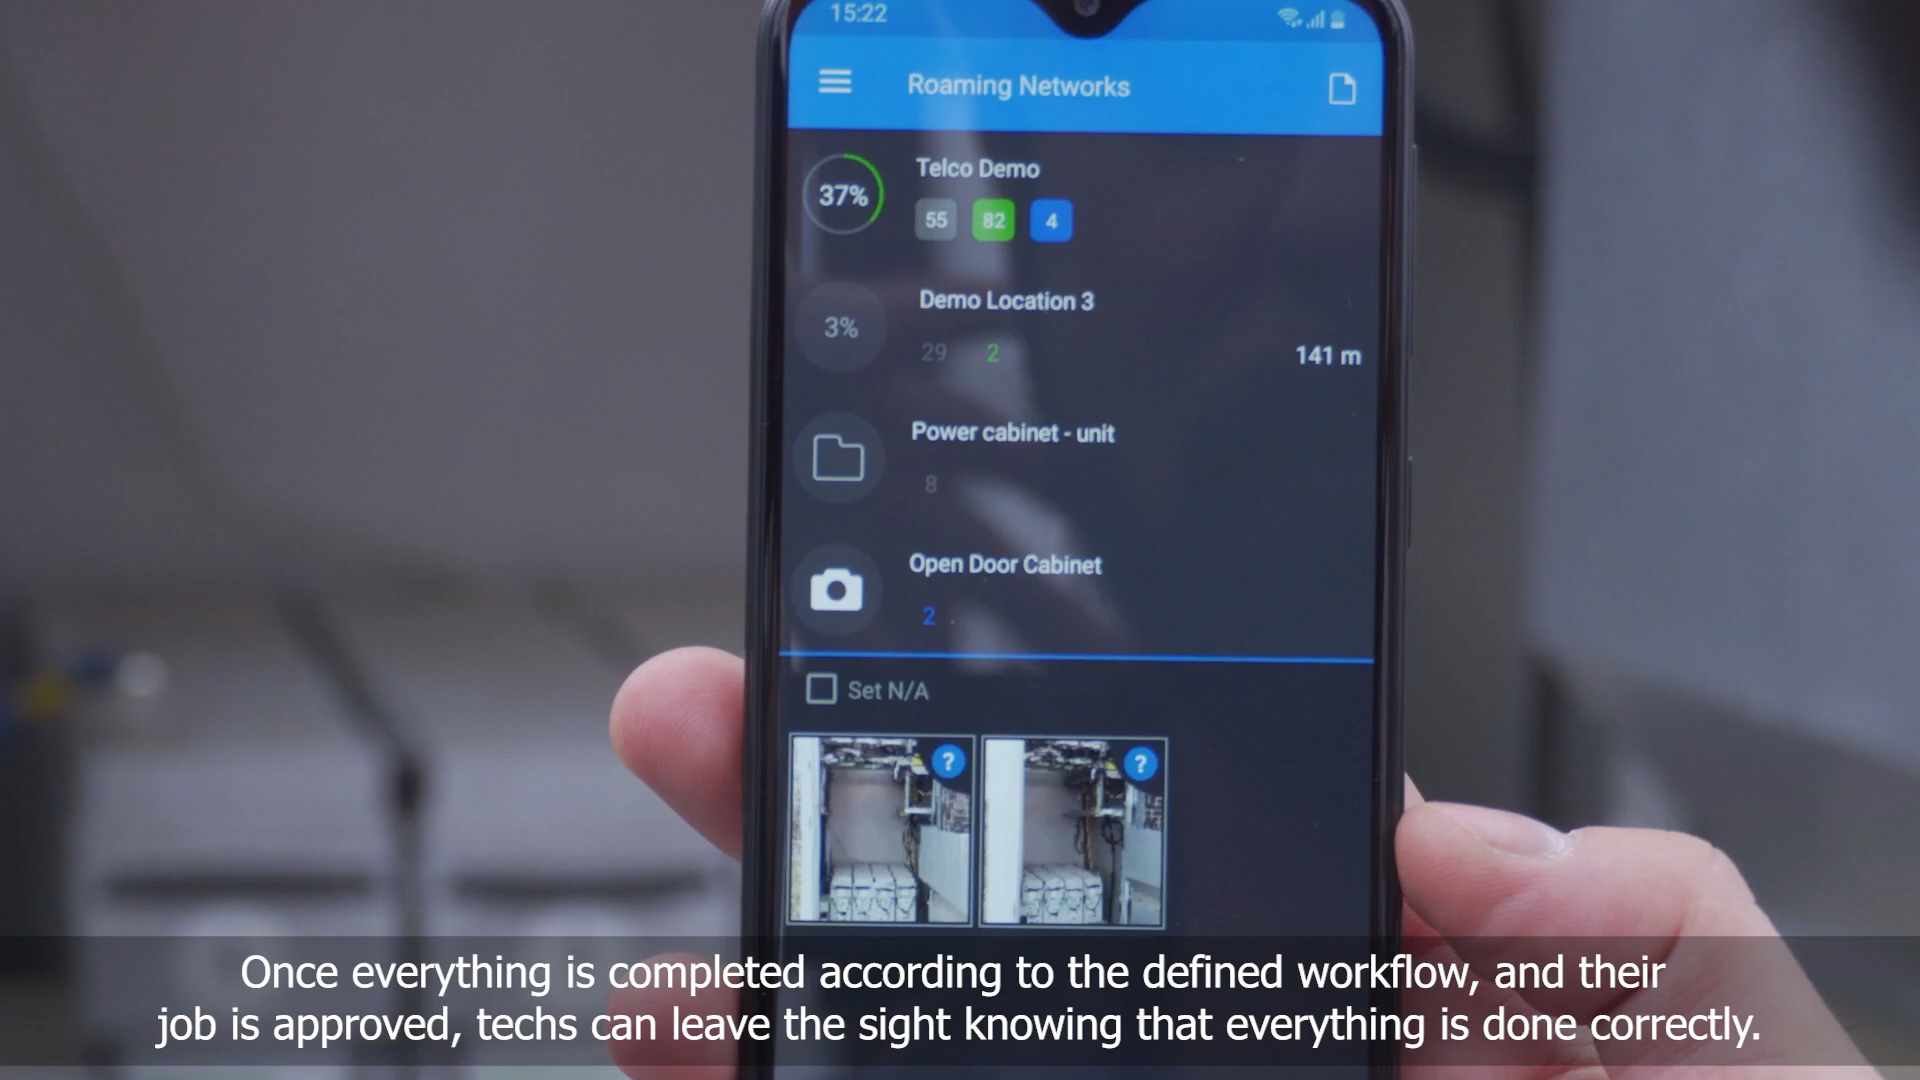 15:22
Roaming Networks
37%
Telco Demo
55 82 4
3%
Demo Location 3
29 2
141 m
Power cabinet - unit
8
Open Door Cabinet
2
Set N/A
? ?
Once everything is completed according to the defined workflow, and their
job is approved, techs can leave the sight knowing that everything is done correctly.